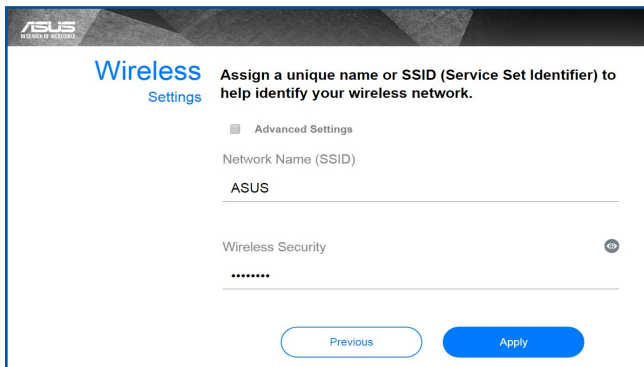 ASUS
IN SEARCH OF INCREDIBLE
Wireless
Settings
Assign a unique name or SSID (Service Set Identifier) to
help identify your wireless network.
Advanced Settings
Network Name (SSID)
ASUS
Wireless Security
••••••••
Previous
Apply